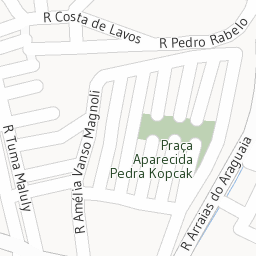 R Costa de Lavos
R Pedro Rabelo
R Tuma Maluly
R Amélia Vanso Magnoli
Praça
Aparecida
Pedra Kopcak
R Arraias do Araguaia